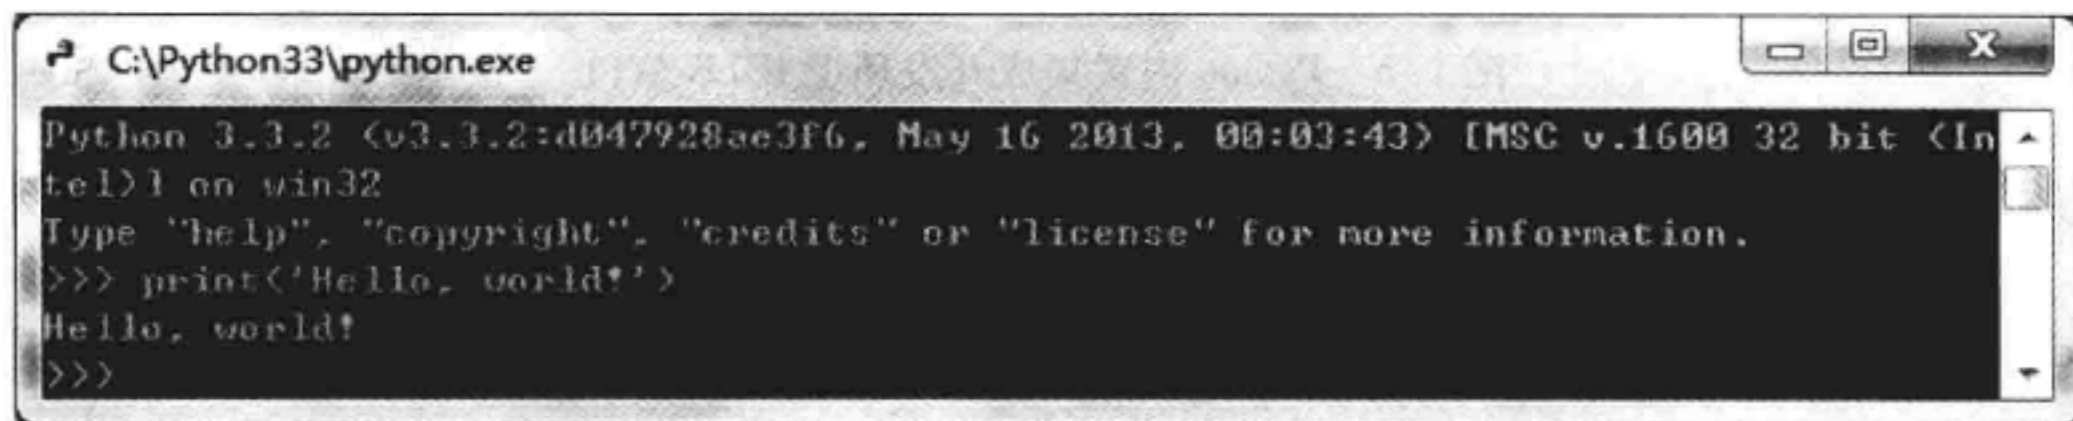 C:\Python33\python.exe
Python 3.3.2 (v3.3.2:d047928ae3f6, May 16 2013, 00:03:43) [MSC v.1600 32 bit (In
tel)] on win32
Type "help", "copyright", "credits" or "license" for more information.
>>> print('Hello, world!')
Hello, world!
>>>